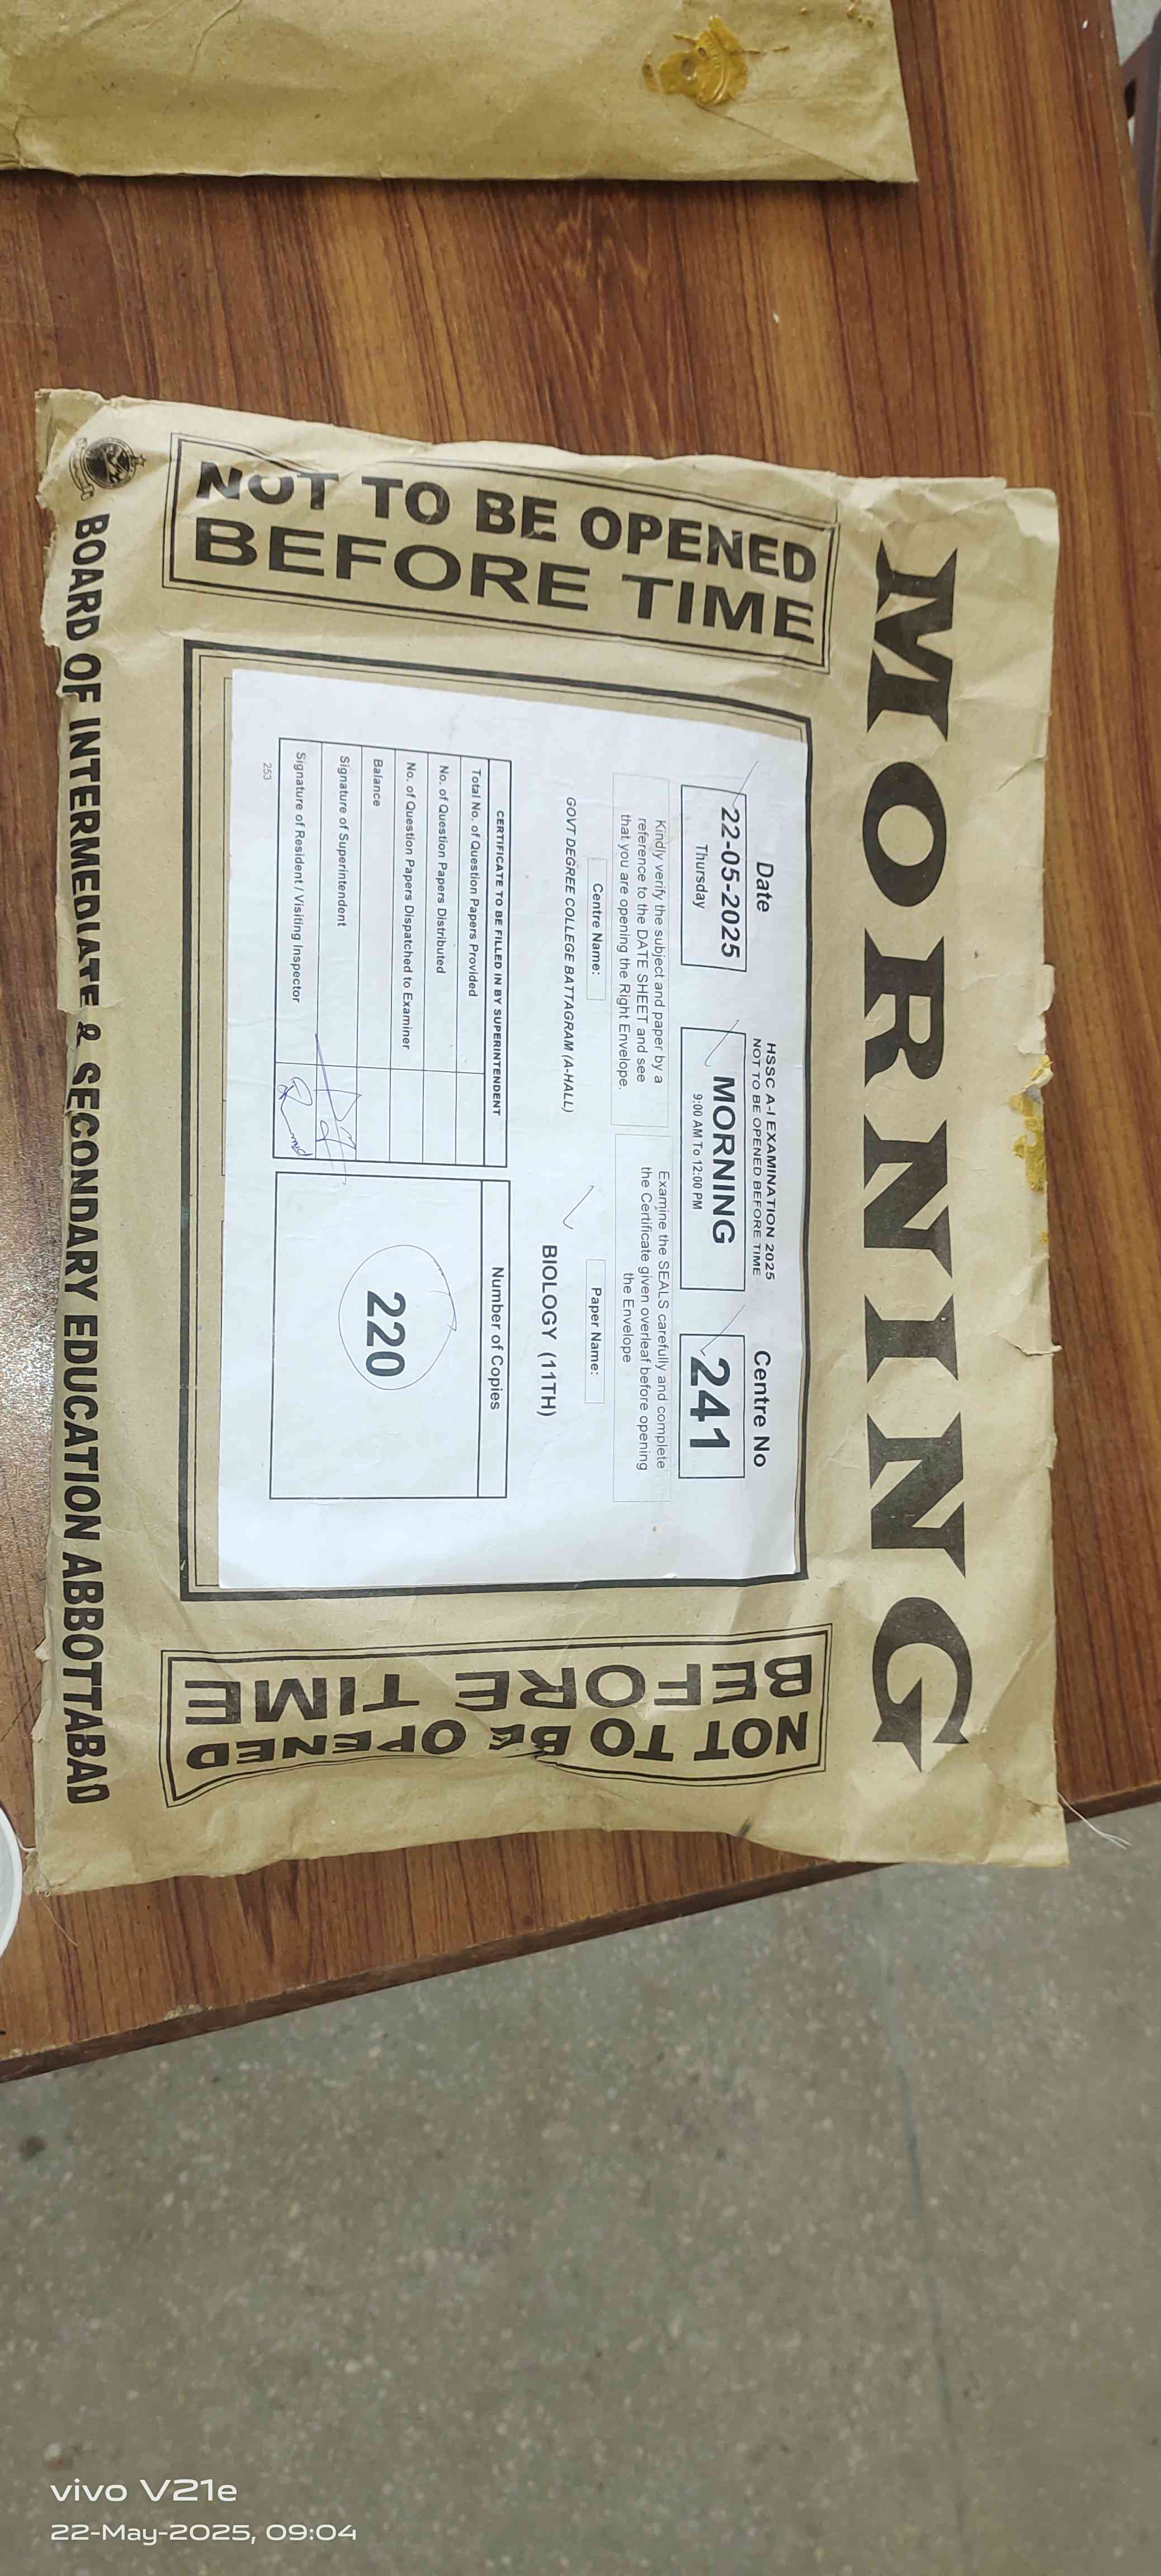 MORNING
NOT TO BE OPENED
BEFORE TIME
Date
22-05-2025
Thursday
HSSC A-I EXAMINATION 2025
NOT TO BE OPENED BEFORE TIME
MORNING
9:00 AM To 12:00 PM
Centre No
241
Kindly verify the subject and paper by a
reference to the DATE SHEET and see
that you are opening the Right Envelope.
Examine the SEALS carefully and complete
the Certificate given overleaf before opening
the Envelope
Centre Name:
GOVT DEGREE COLLEGE BATTAGRAM (A-HALL)
Paper Name:
BIOLOGY (11TH)
CERTIFICATE TO BE FILLED IN BY SUPERINTENDENT
Total No. of Question Papers Provided
No. of Question Papers Distributed
No. of Question Papers Dispatched to Examiner
Balance
Signature of Superintendent
Signature of Resident / Visiting Inspector
253
Number of Copies
220
NOT TO BE OPENED
BEFORE TIME
BOARD OF INTERMEDIATE & SECONDARY EDUCATION ABBOTTABAD
vivo V21e
22-May-2025, 09:04